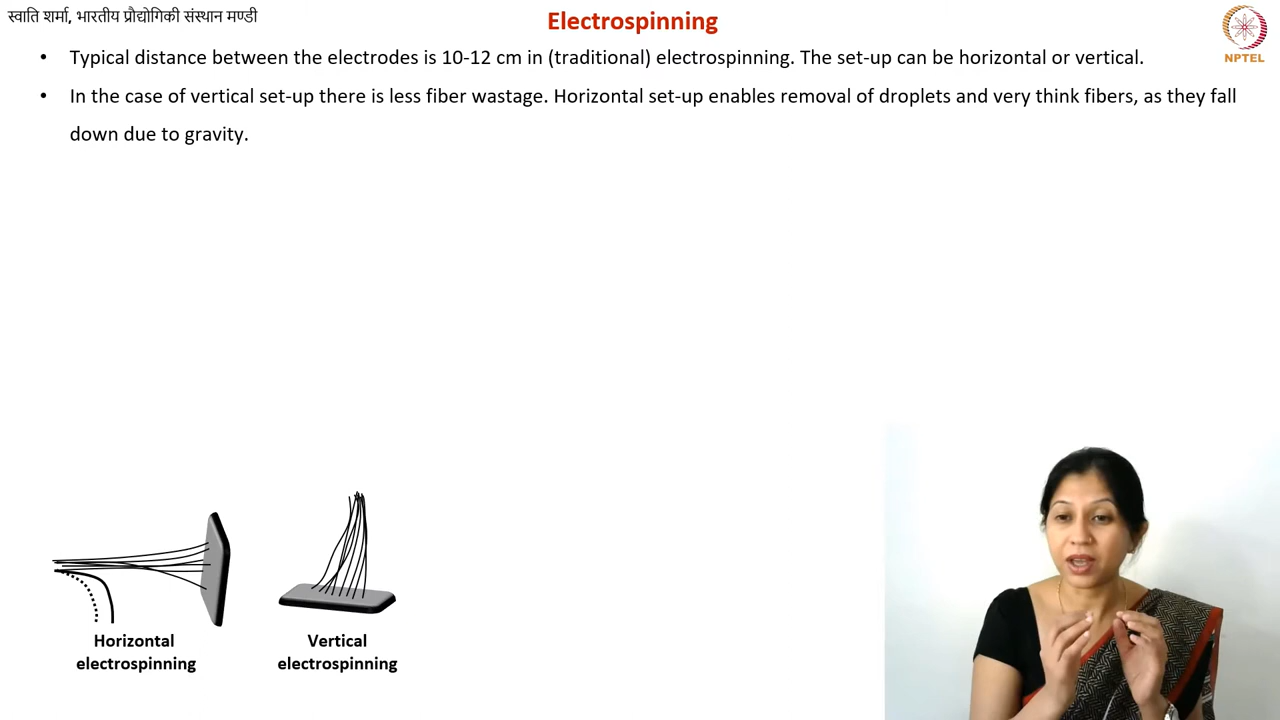 स्वाति शर्मा, भारतीय प्रौद्योगिकी संस्थान मण्डी
Electrospinning
NPTEL
• Typical distance between the electrodes is 10-12 cm in (traditional) electrospinning. The set-up can be horizontal or vertical.
• In the case of vertical set-up there is less fiber wastage. Horizontal set-up enables removal of droplets and very think fibers, as they fall
down due to gravity.
Horizontal
electrospinning
Vertical
electrospinning